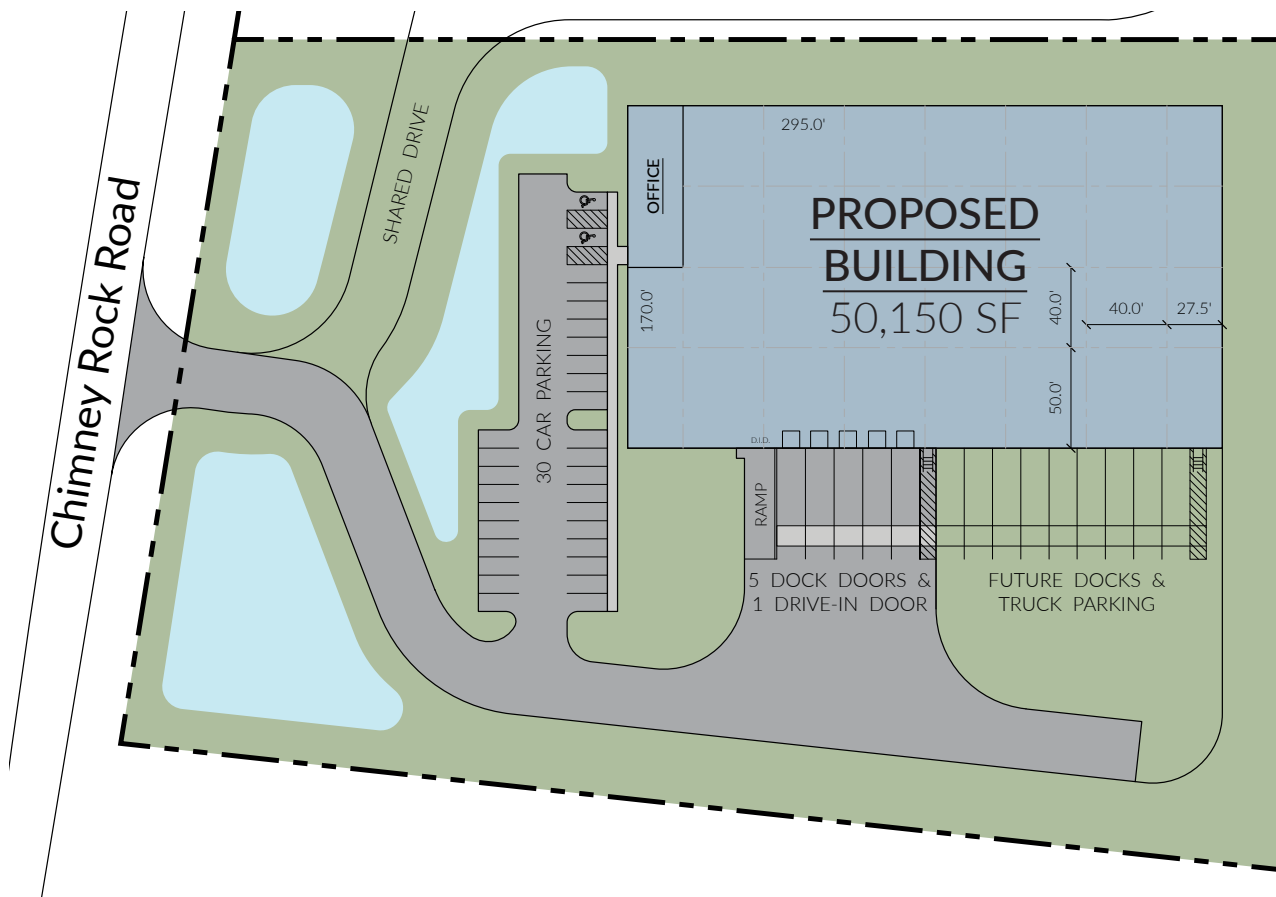 Chimney Rock Road
SHARED DRIVE
295.0'
OFFICE
PROPOSED
BUILDING
50,150 SF
170.0'
40.0'
40.0'
27.5'
50.0'
30 CAR PARKING
D.I.D.
RAMP
5 DOCK DOORS &
1 DRIVE-IN DOOR
FUTURE DOCKS &
TRUCK PARKING